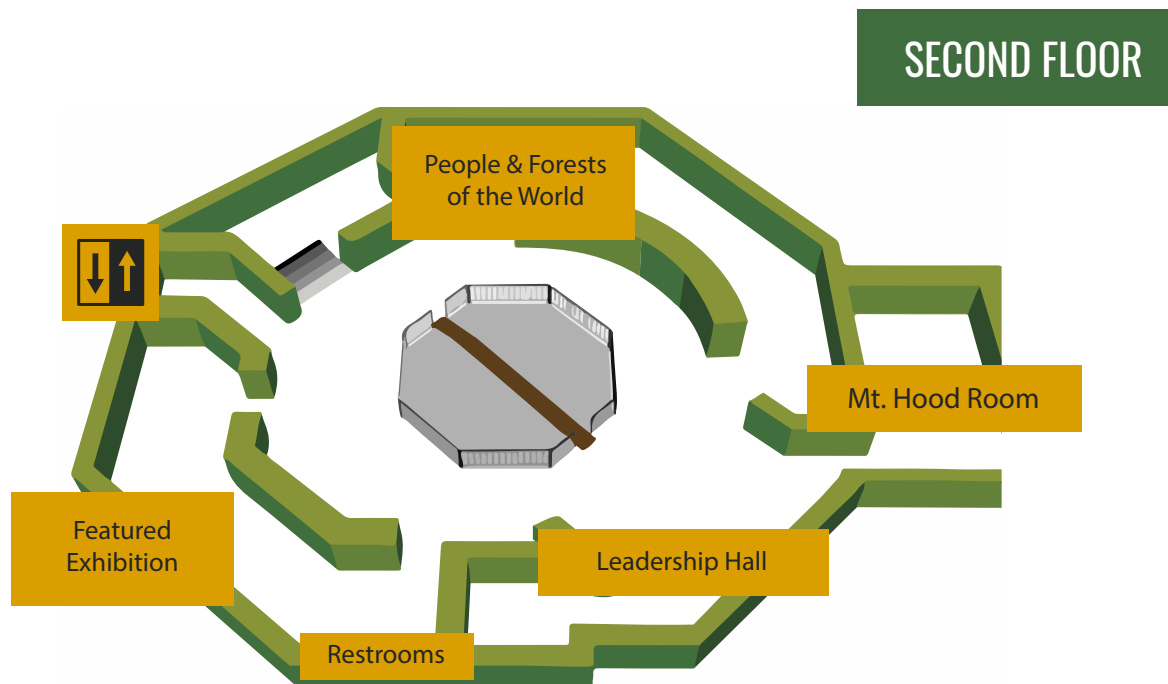 SECOND FLOOR
People & Forests
of the World
Mt. Hood Room
Featured
Exhibition
Leadership Hall
Restrooms